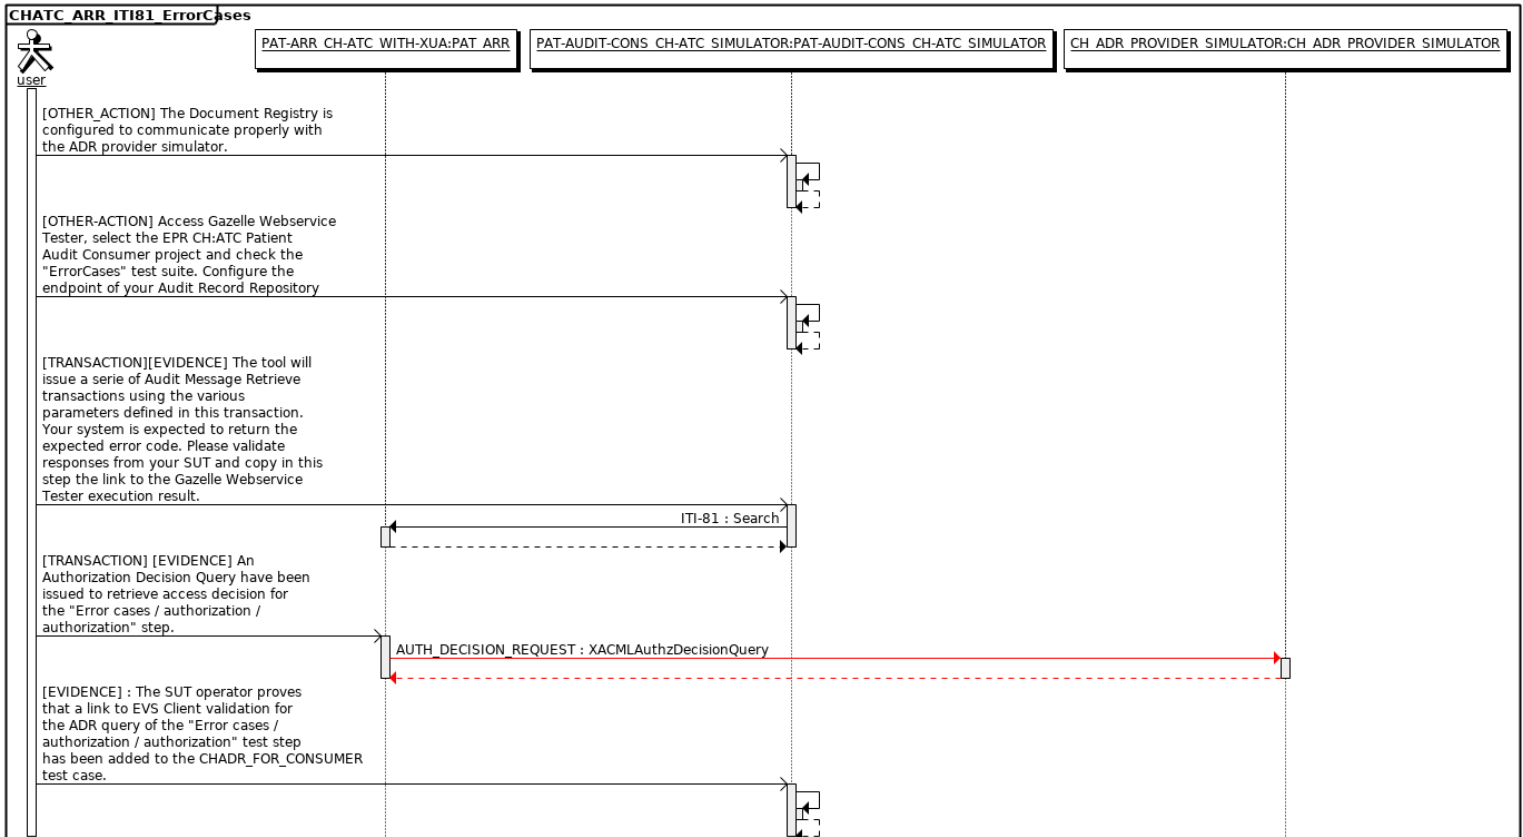 CHATC_ARR_ITI81_ErrorCases
user
PAT-ARR_CH-ATC_WITH-XUA:PAT_ARR
PAT-AUDIT-CONS_CH-ATC_SIMULATOR:PAT-AUDIT-CONS_CH-ATC_SIMULATOR
CH_ADR_PROVIDER_SIMULATOR:CH_ADR_PROVIDER_SIMULATOR
[OTHER_ACTION] The Document Registry is
configured to communicate properly with
the ADR provider simulator.
[OTHER-ACTION] Access Gazelle Webservice
Tester, select the EPR CH:ATC Patient
Audit Consumer project and check the
"ErrorCases" test suite. Configure the
endpoint of your Audit Record Repository
[TRANSACTION][EVIDENCE] The tool will
issue a serie of Audit Message Retrieve
transactions using the various
parameters defined in this transaction.
Your system is expected to return the
expected error code. Please validate
responses from your SUT and copy in this
step the link to the Gazelle Webservice
Tester execution result.
ITI-81 : Search
[TRANSACTION] [EVIDENCE] An
Authorization Decision Query have been
issued to retrieve access decision for
the "Error cases / authorization /
authorization" step.
AUTH_DECISION_REQUEST : XACMLAuthzDecisionQuery
[EVIDENCE] : The SUT operator proves
that a link to EVS Client validation for
the ADR query of the "Error cases /
authorization / authorization" test step
has been added to the CHADR_FOR_CONSUMER
test case.